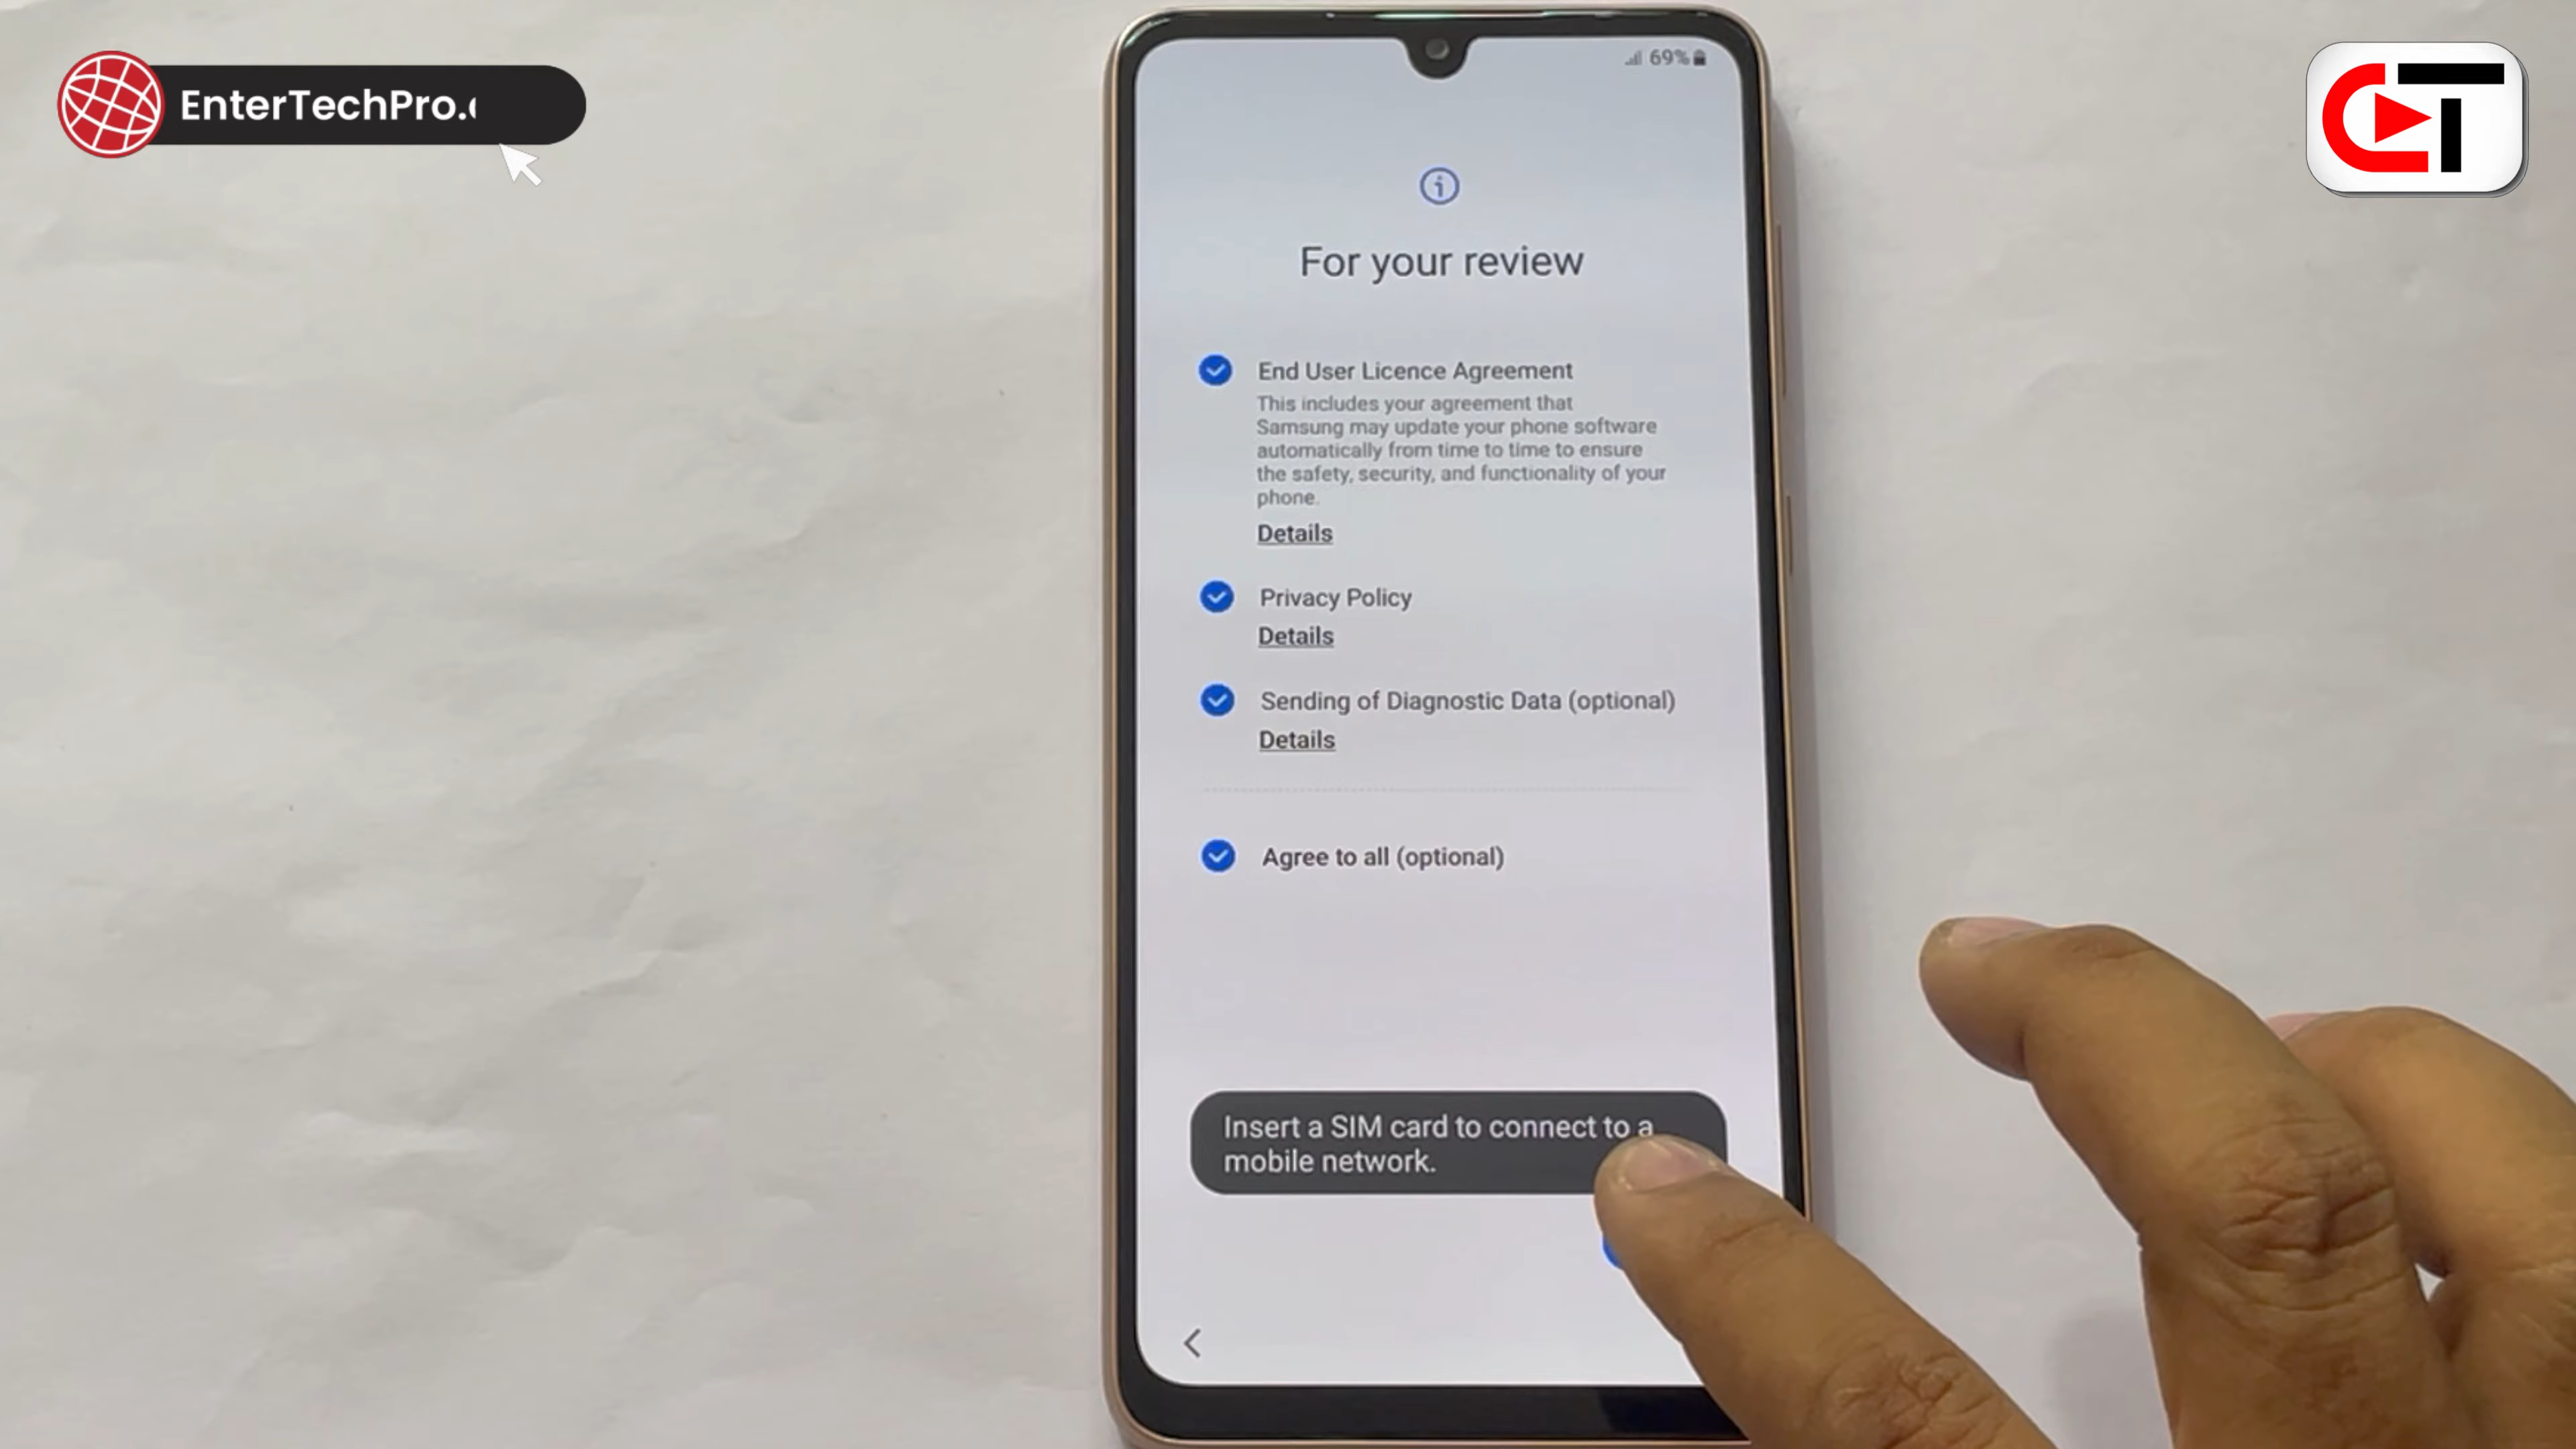 EnterTechPro.
69%
For your review
End User Licence Agreement
This includes your agreement that
Samsung may update your phone software
automatically from time to time to ensure
the safety, security, and functionality of your
phone.
Details
Privacy Policy
Details
Sending of Diagnostic Data (optional)
Details
Agree to all (optional)
Insert a SIM card to connect to a
mobile network.